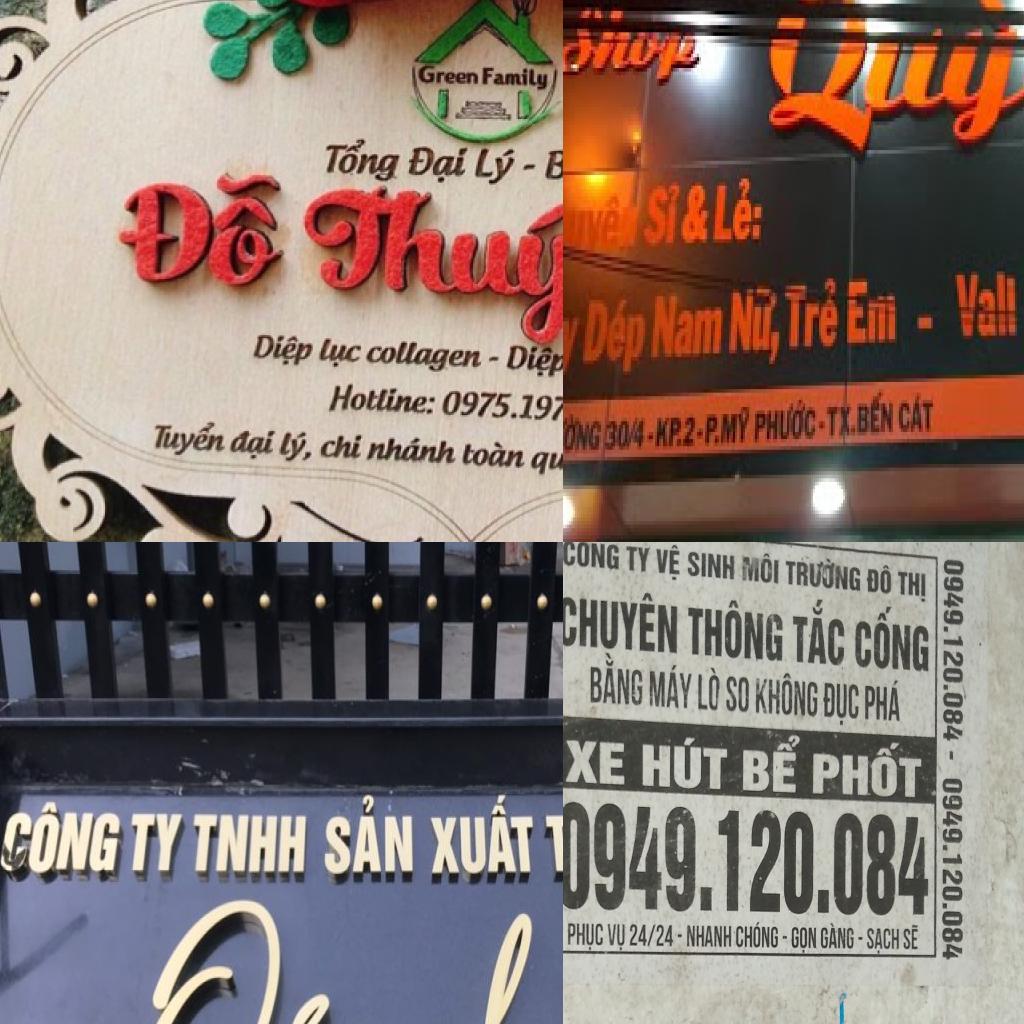 Green Family
Tổng Đại Lý - B
Đỗ Thuý
Diệp lục collagen - Diệp
Hotline: 0975.197
Tuyển đại lý, chi nhánh toàn qu
Shop Quỳ
uyên Sỉ & Lẻ:
y Dép Nam Nữ, Trẻ Em - Vali
ỜNG 30/4 - KP.2 - P.MỸ PHƯỚC - TX.BẾN CÁT
CÔNG TY TNHH SẢN XUẤT T
CÔNG TY VỆ SINH MÔI TRƯỜNG ĐÔ THỊ
CHUYÊN THÔNG TẮC CỐNG
BẰNG MÁY LÒ SO KHÔNG ĐỤC PHÁ
XE HÚT BỂ PHỐT
0949.120.084
PHỤC VỤ 24/24 - NHANH CHÓNG - GỌN GÀNG - SẠCH SẼ
0949.120.084 - 0949.120.084